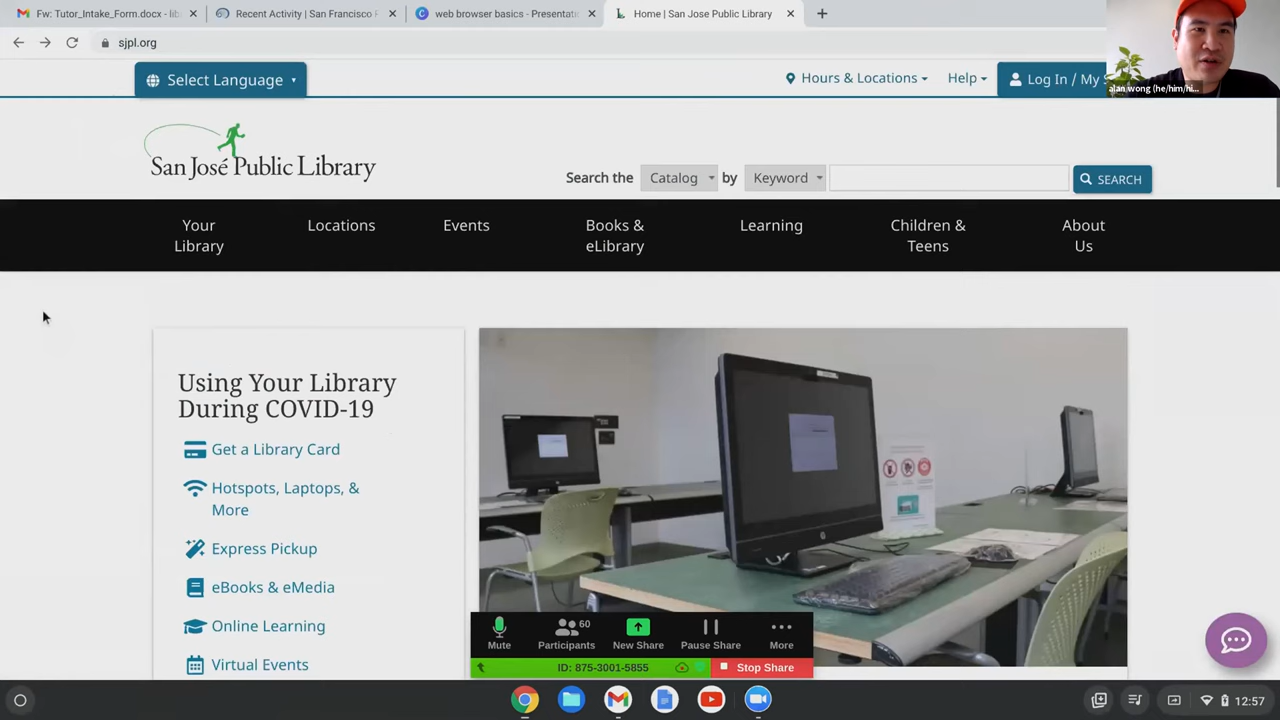 Fw: Tutor_Intake_Form.docx - lib
Recent Activity | San Francisco P
web browser basics - Presentatio
Home | San Jose Public Library
sjpl.org
Select Language
Hours & Locations
Help
Log In / My S
alan wong (he/him/hi...
San José Public Library
Search the Catalog by Keyword SEARCH
Your Library
Locations
Events
Books & eLibrary
Learning
Children & Teens
About Us
Using Your Library
During COVID-19
Get a Library Card
Hotspots, Laptops, &
More
Express Pickup
eBooks & eMedia
Online Learning
Virtual Events
60
Mute
Participants
New Share
Pause Share
More
ID: 875-3001-5855
Stop Share
12:57